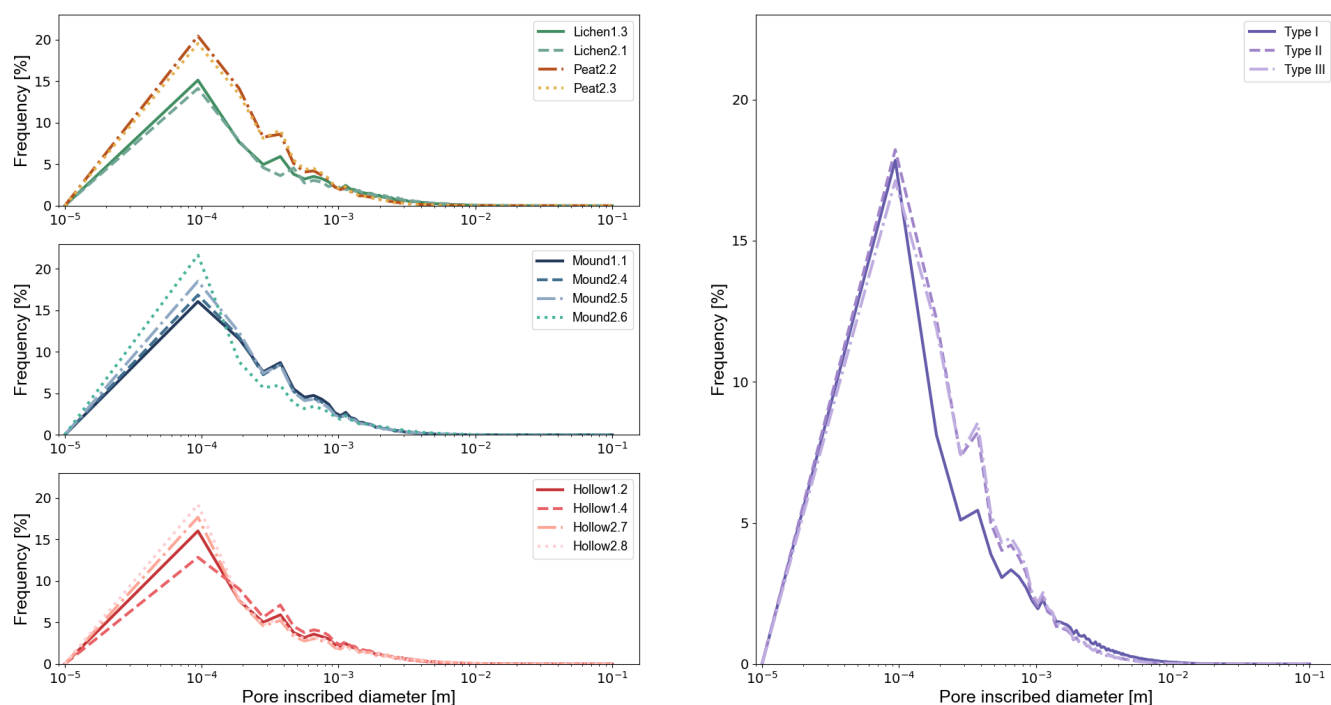 Frequency [%]
20
15
10
5
0
10⁻⁵
10⁻⁴
10⁻³
10⁻²
10⁻¹
Lichen1.3
Lichen2.1
Peat2.2
Peat2.3
Frequency [%]
20
15
10
5
0
10⁻⁵
10⁻⁴
10⁻³
10⁻²
10⁻¹
Mound1.1
Mound2.4
Mound2.5
Mound2.6
Frequency [%]
20
15
10
5
0
10⁻⁵
10⁻⁴
10⁻³
10⁻²
10⁻¹
Hollow1.2
Hollow1.4
Hollow2.7
Hollow2.8
Pore inscribed diameter [m]
Frequency [%]
20
15
10
5
0
10⁻⁵
10⁻⁴
10⁻³
10⁻²
10⁻¹
Type I
Type II
Type III
Pore inscribed diameter [m]